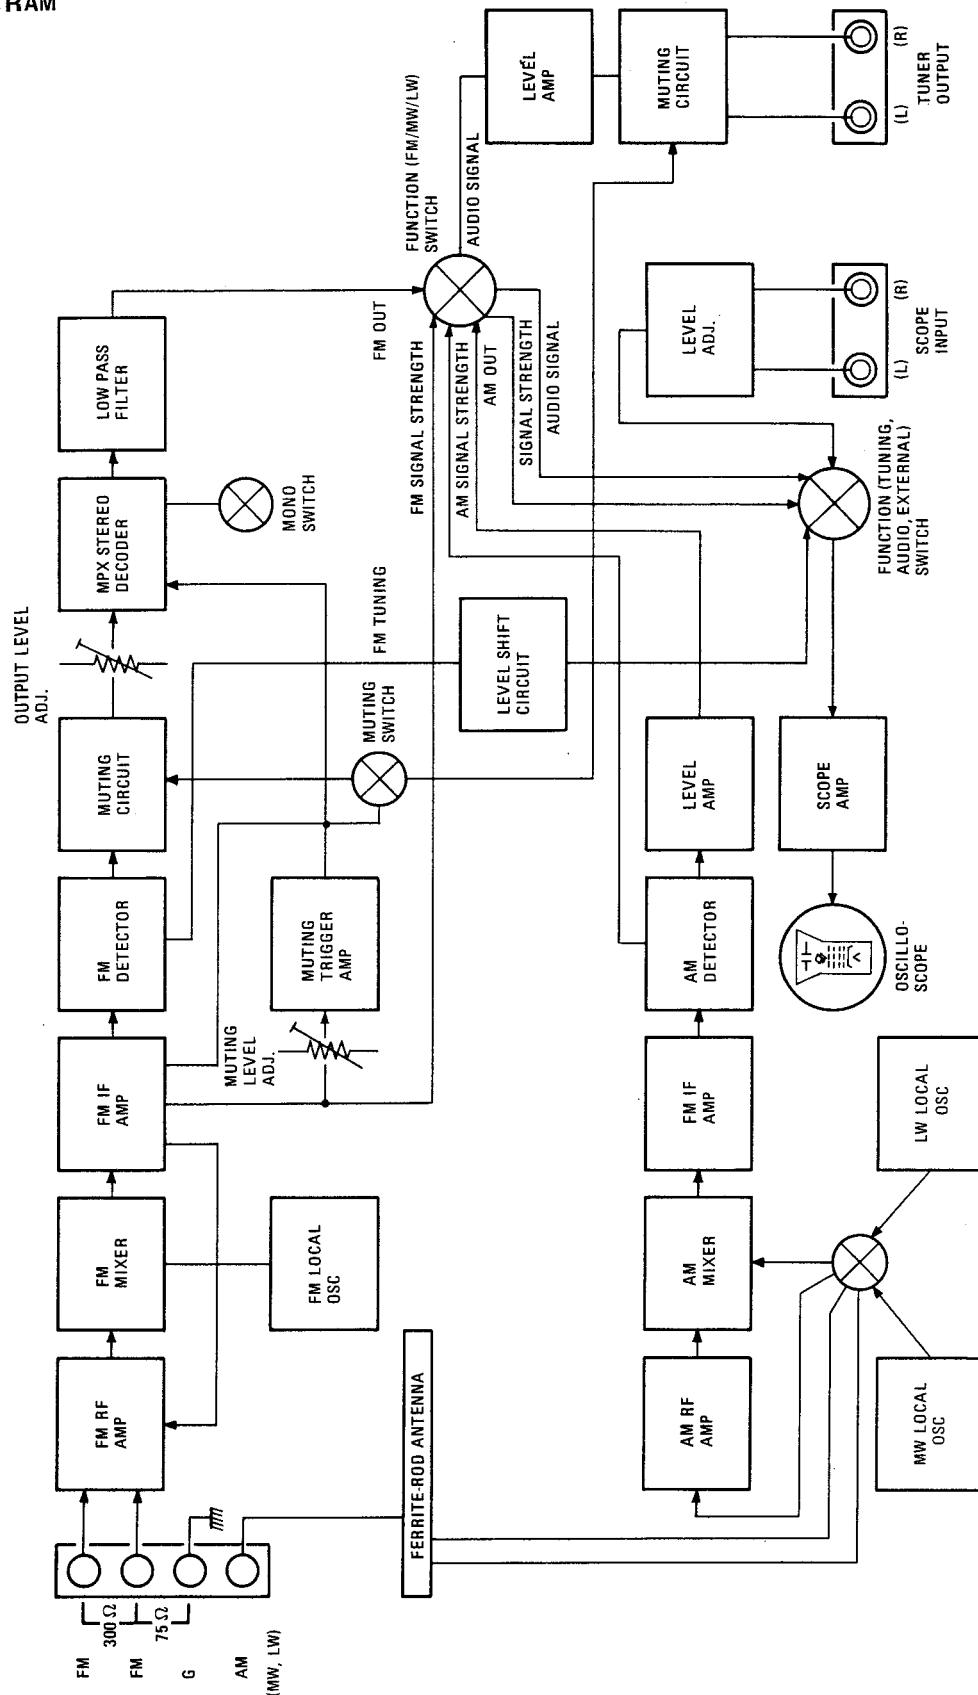 RAM
OUTPUT LEVEL
ADJ.
FM
300 Ω
FM
75 Ω
G
AM
(MW, LW)
FM RF
AMP
FM
MIXER
FM IF
AMP
FM
DETECTOR
MUTING
CIRCUIT
MPX STEREO
DECODER
LOW PASS
FILTER
FM LOCAL
OSC
MUTING
LEVEL
ADJ.
MUTING
TRIGGER
AMP
MUTING
SWITCH
MONO
SWITCH
FM TUNING
FM OUT
FM SIGNAL STRENGTH
AM SIGNAL STRENGTH
AM OUT
SIGNAL STRENGTH
AUDIO SIGNAL
FUNCTION (FM/MW/LW)
SWITCH
AUDIO SIGNAL
LEVEL
AMP
MUTING
CIRCUIT
(L)
(R)
TUNER
OUTPUT
FERRITE-ROD ANTENNA
LEVEL SHIFT
CIRCUIT
AM RF
AMP
AM
MIXER
FM IF
AMP
AM
DETECTOR
LEVEL
AMP
LEVEL
ADJ.
(L)
(R)
SCOPE
INPUT
SCOPE
AMP
OSCILLO-
SCOPE
FUNCTION (TUNING,
AUDIO, EXTERNAL)
SWITCH
MW LOCAL
OSC
LW LOCAL
OSC